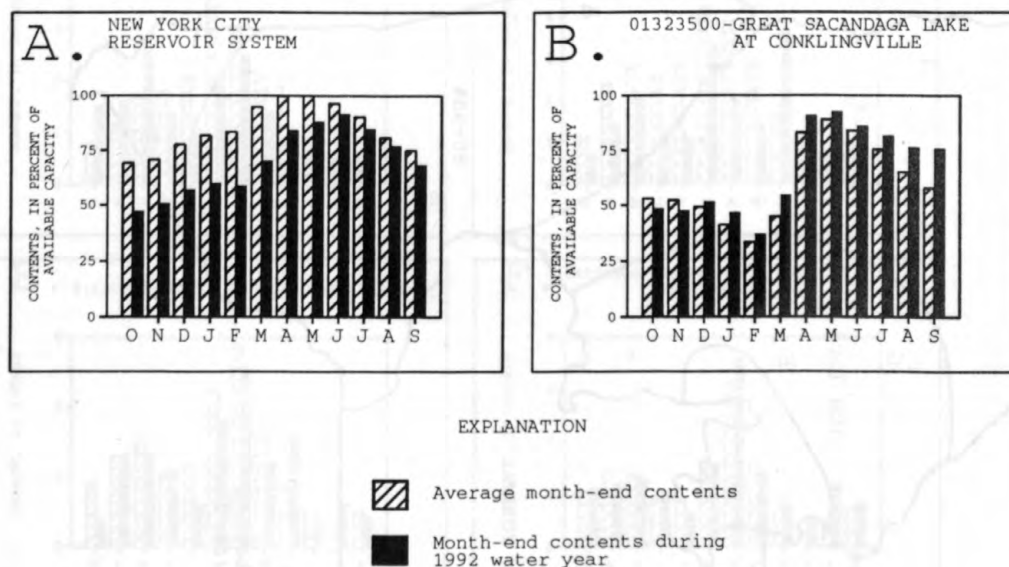 A.
NEW YORK CITY
RESERVOIR SYSTEM
CONTENTS, IN PERCENT OF
AVAILABLE CAPACITY
100
75
50
25
0
O N D J F M A M J J A S
B.
01323500-GREAT SACANDAGA LAKE
AT CONKLINGVILLE
CONTENTS, IN PERCENT OF
AVAILABLE CAPACITY
100
75
50
25
0
O N D J F M A M J J A S
EXPLANATION
Average month-end contents
Month-end contents during
1992 water year